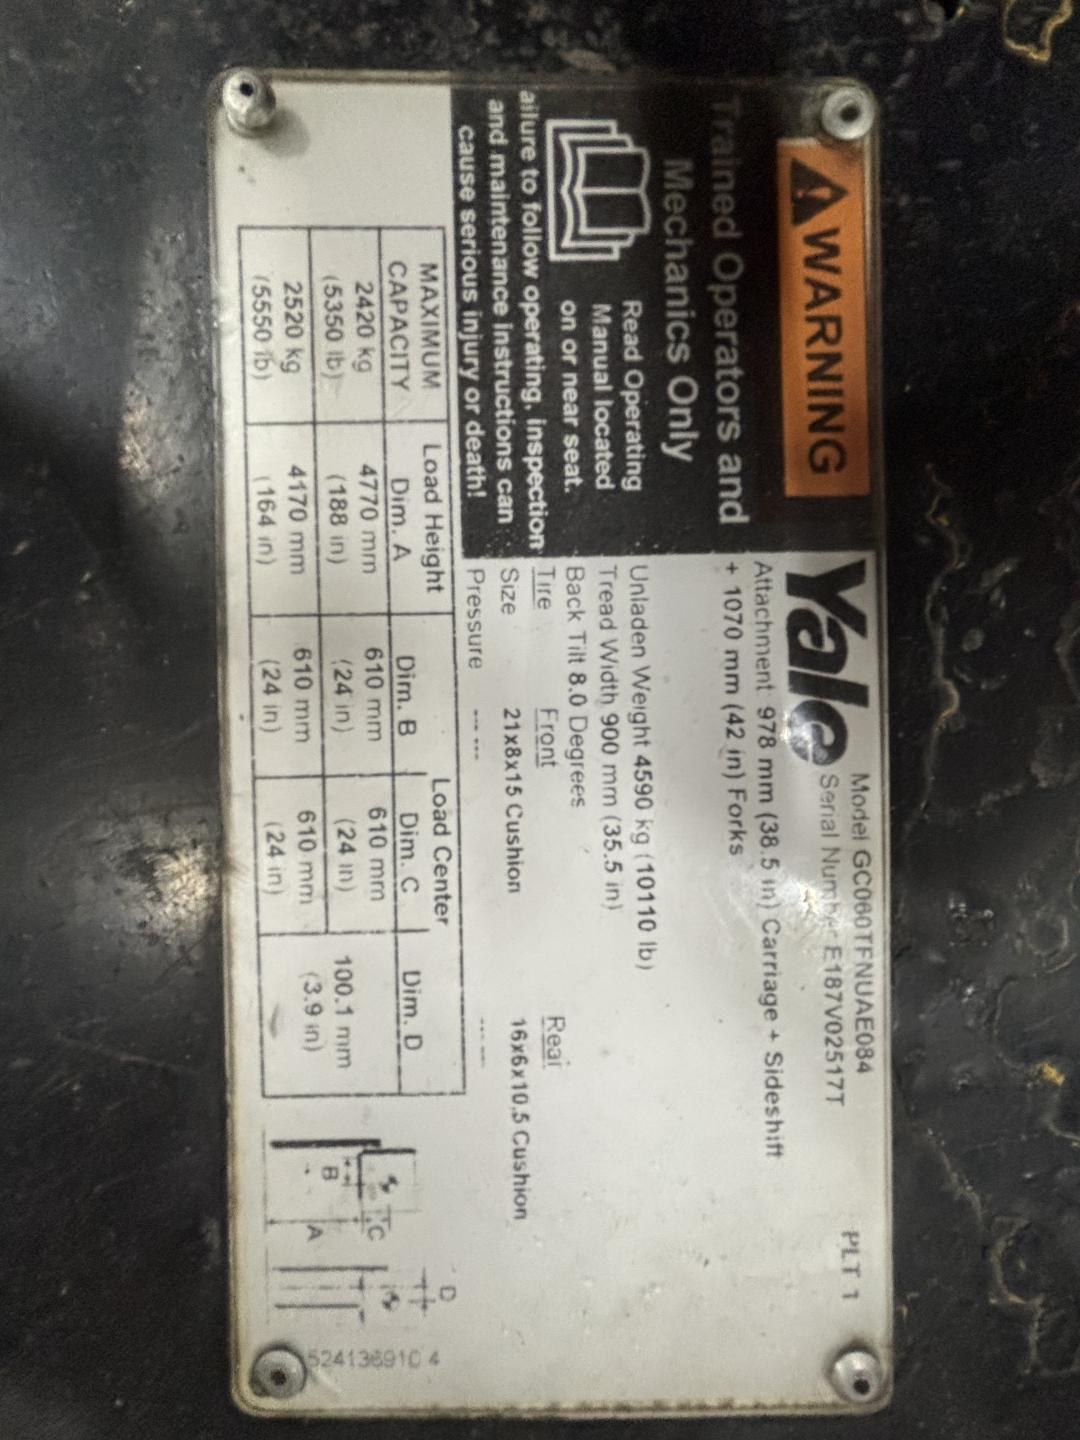 WARNING
Trained Operators and
Mechanics Only
Read Operating
Manual located
on or near seat.
ailure to follow operating, inspection
and maintenance instructions can
cause serious injury or death!
Yale
Model GC060TFNUAE084
Serial Number E187V02517T
PLT 1
Attachment: 978 mm (38.5 in) Carriage + Sideshift
+ 1070 mm (42 in) Forks
Unladen Weight 4590 kg (10110 lb)
Tread Width 900 mm (35.5 in)
Back Tilt 8.0 Degrees
Tire Front Rear
Size 21x8x15 Cushion 16x6x10.5 Cushion
Pressure --- --- --- ---
MAXIMUM CAPACITY Load Height Dim. A Load Center Dim. B Dim. C Dim. D
2420 kg 4770 mm 610 mm 610 mm 100.1 mm
(5350 lb) (188 in) (24 in) (24 in) (3.9 in)
2520 kg 4170 mm 610 mm 610 mm
(5550 lb) (164 in) (24 in) (24 in)
B
C
A
D
524136910 4